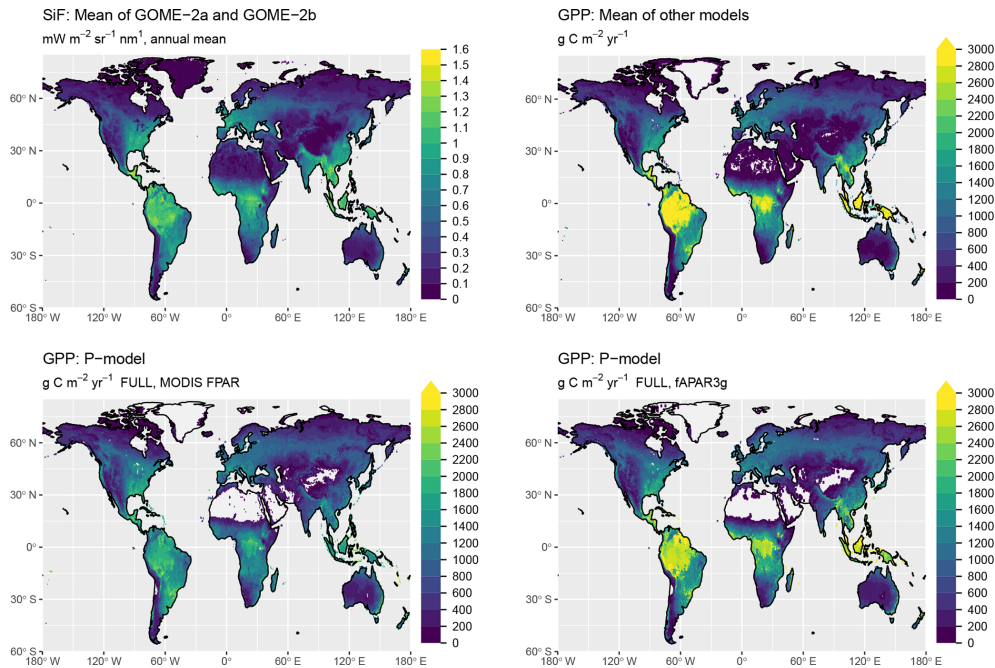 SiF: Mean of GOME−2a and GOME−2b
mW m⁻² sr⁻¹ nm¹, annual mean
1.6
1.5
1.4
1.3
1.2
1.1
1
0.9
0.8
0.7
0.6
0.5
0.4
0.3
0.2
0.1
0
60° N
30° N
0°
30° S
60° S
180° W
120° W
60° W
0°
60° E
120° E
180° E
GPP: Mean of other models
g C m⁻² yr⁻¹
3000
2800
2600
2400
2200
2000
1800
1600
1400
1200
1000
800
600
400
200
0
60° N
30° N
0°
30° S
60° S
180° W
120° W
60° W
0°
60° E
120° E
180° E
GPP: P−model
g C m⁻² yr⁻¹ FULL, MODIS FPAR
3000
2800
2600
2400
2200
2000
1800
1600
1400
1200
1000
800
600
400
200
0
60° N
30° N
0°
30° S
60° S
180° W
120° W
60° W
0°
60° E
120° E
180° E
GPP: P−model
g C m⁻² yr⁻¹ FULL, fAPAR3g
3000
2800
2600
2400
2200
2000
1800
1600
1400
1200
1000
800
600
400
200
0
60° N
30° N
0°
30° S
60° S
180° W
120° W
60° W
0°
60° E
120° E
180° E